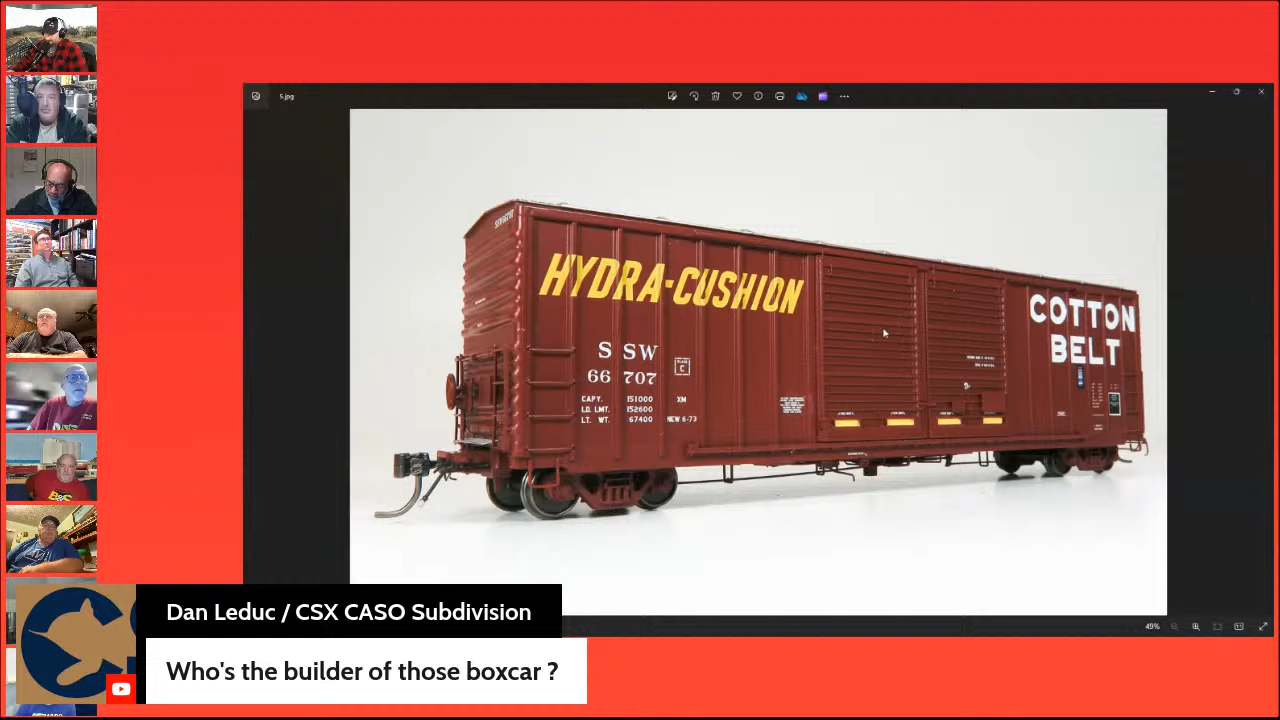 5.jpg
HYDRA-CUSHION
COTTON
BELT
SSW
66 707
CLASS
C
CAPY. 151000 XM
LD. LMT. 152600
LT. WT. 67400 NEW 6-73
49%
Dan Leduc / CSX CASO Subdivision
Who's the builder of those boxcar ?